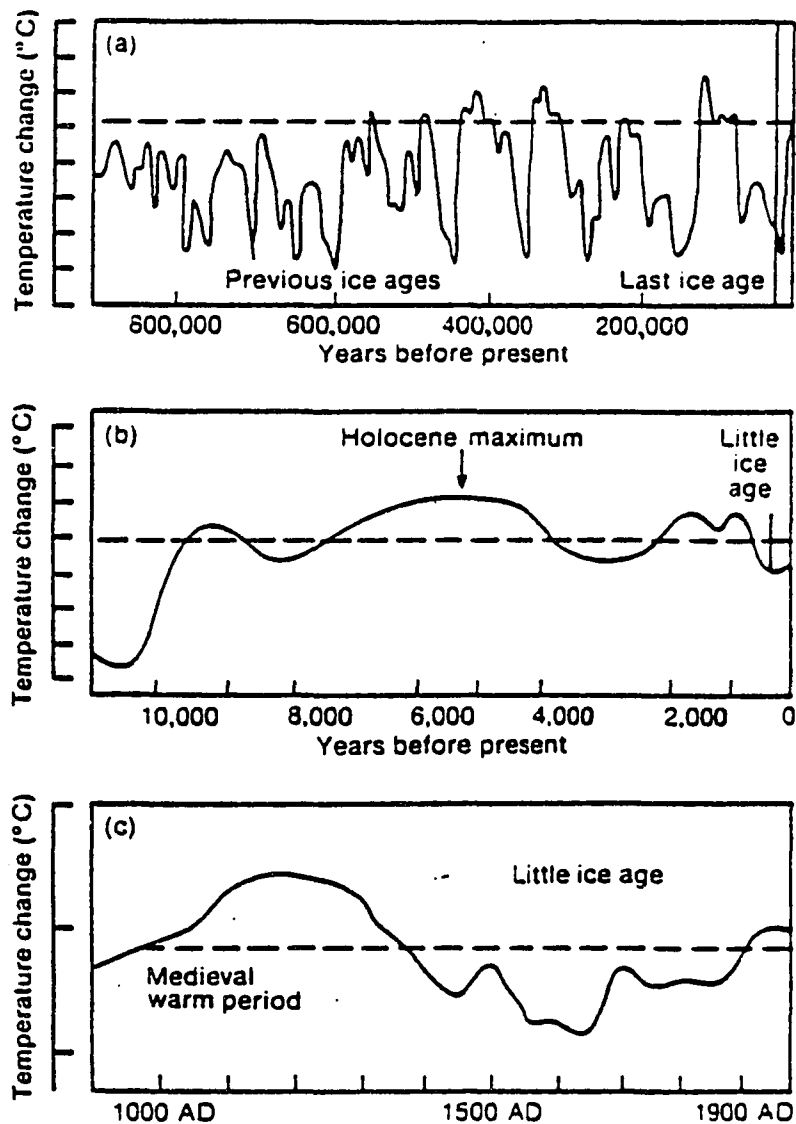 Temperature change (°C)
(a)
Previous ice ages
Last ice age
800,000
600,000
400,000
200,000
Years before present
Temperature change (°C)
(b)
Holocene maximum
Little
ice
age
10,000
8,000
6,000
4,000
2,000
0
Years before present
Temperature change (°C)
(c)
Little ice age
Medieval
warm period
1000 AD
1500 AD
1900 AD